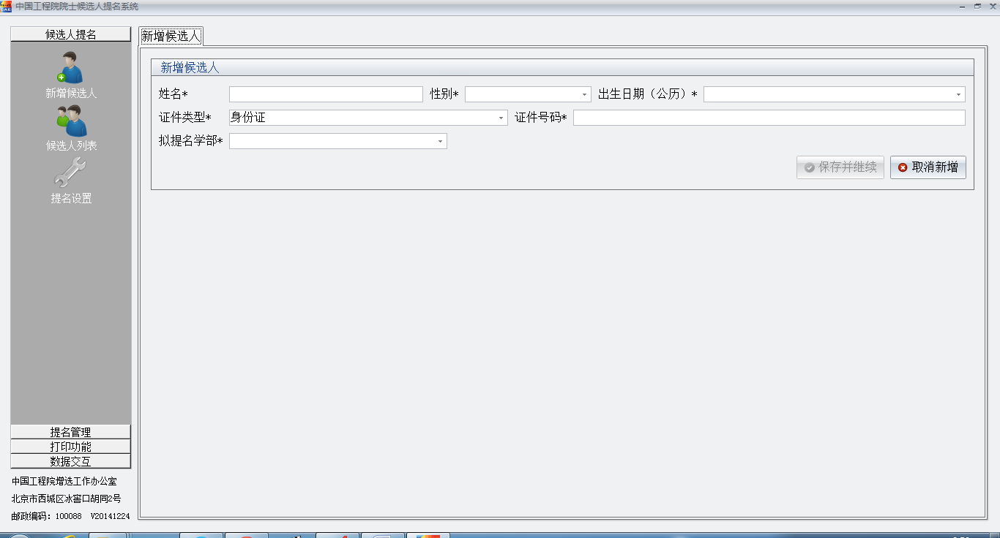 中国工程院院士候选人提名系统
候选人提名
新增候选人
候选人列表
提名设置
提名管理
打印功能
数据交互
中国工程院增选工作办公室
北京市西城区冰窖口胡同2号
邮政编码：100088 V20141224
新增候选人
新增候选人
姓名* 性别* 出生日期（公历）*
证件类型* 身份证 证件号码*
拟提名学部*
保存并继续 取消新增